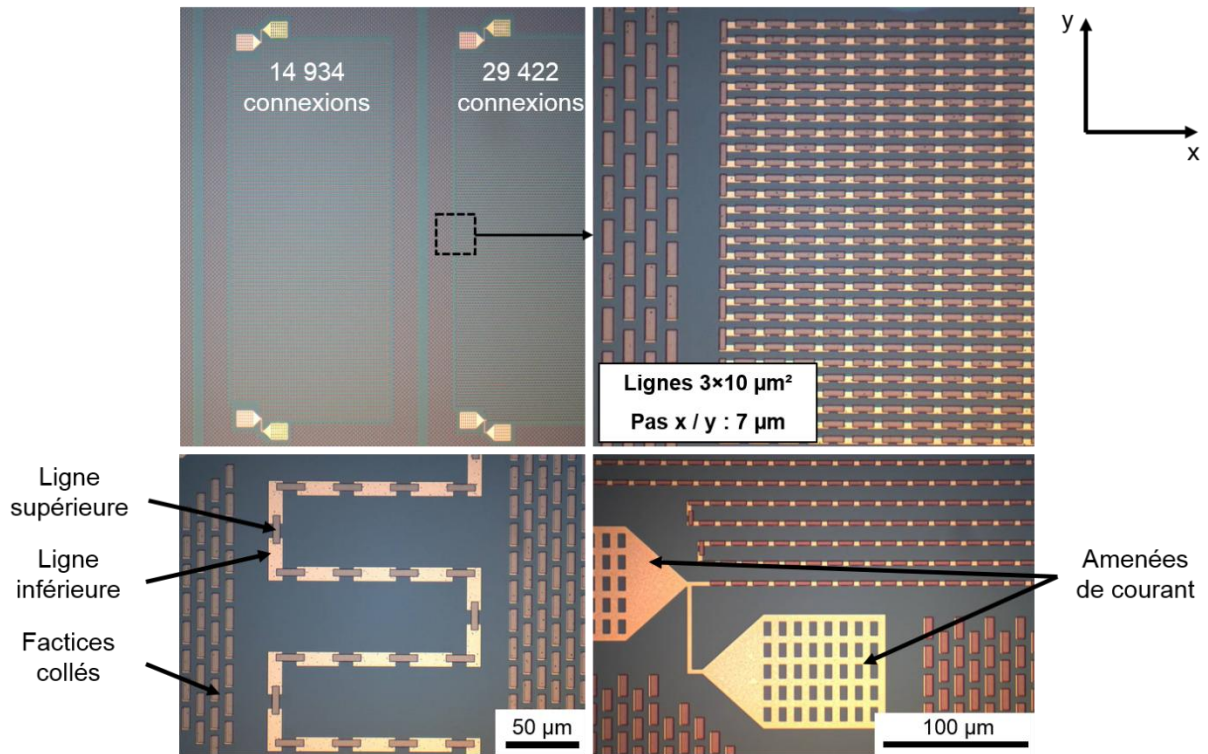 14 934
connexions
29 422
connexions
y
x
Lignes 3×10 µm²
Pas x / y : 7 µm
Ligne
supérieure
Ligne
inférieure
Factices
collés
50 µm
Amenées
de courant
100 µm